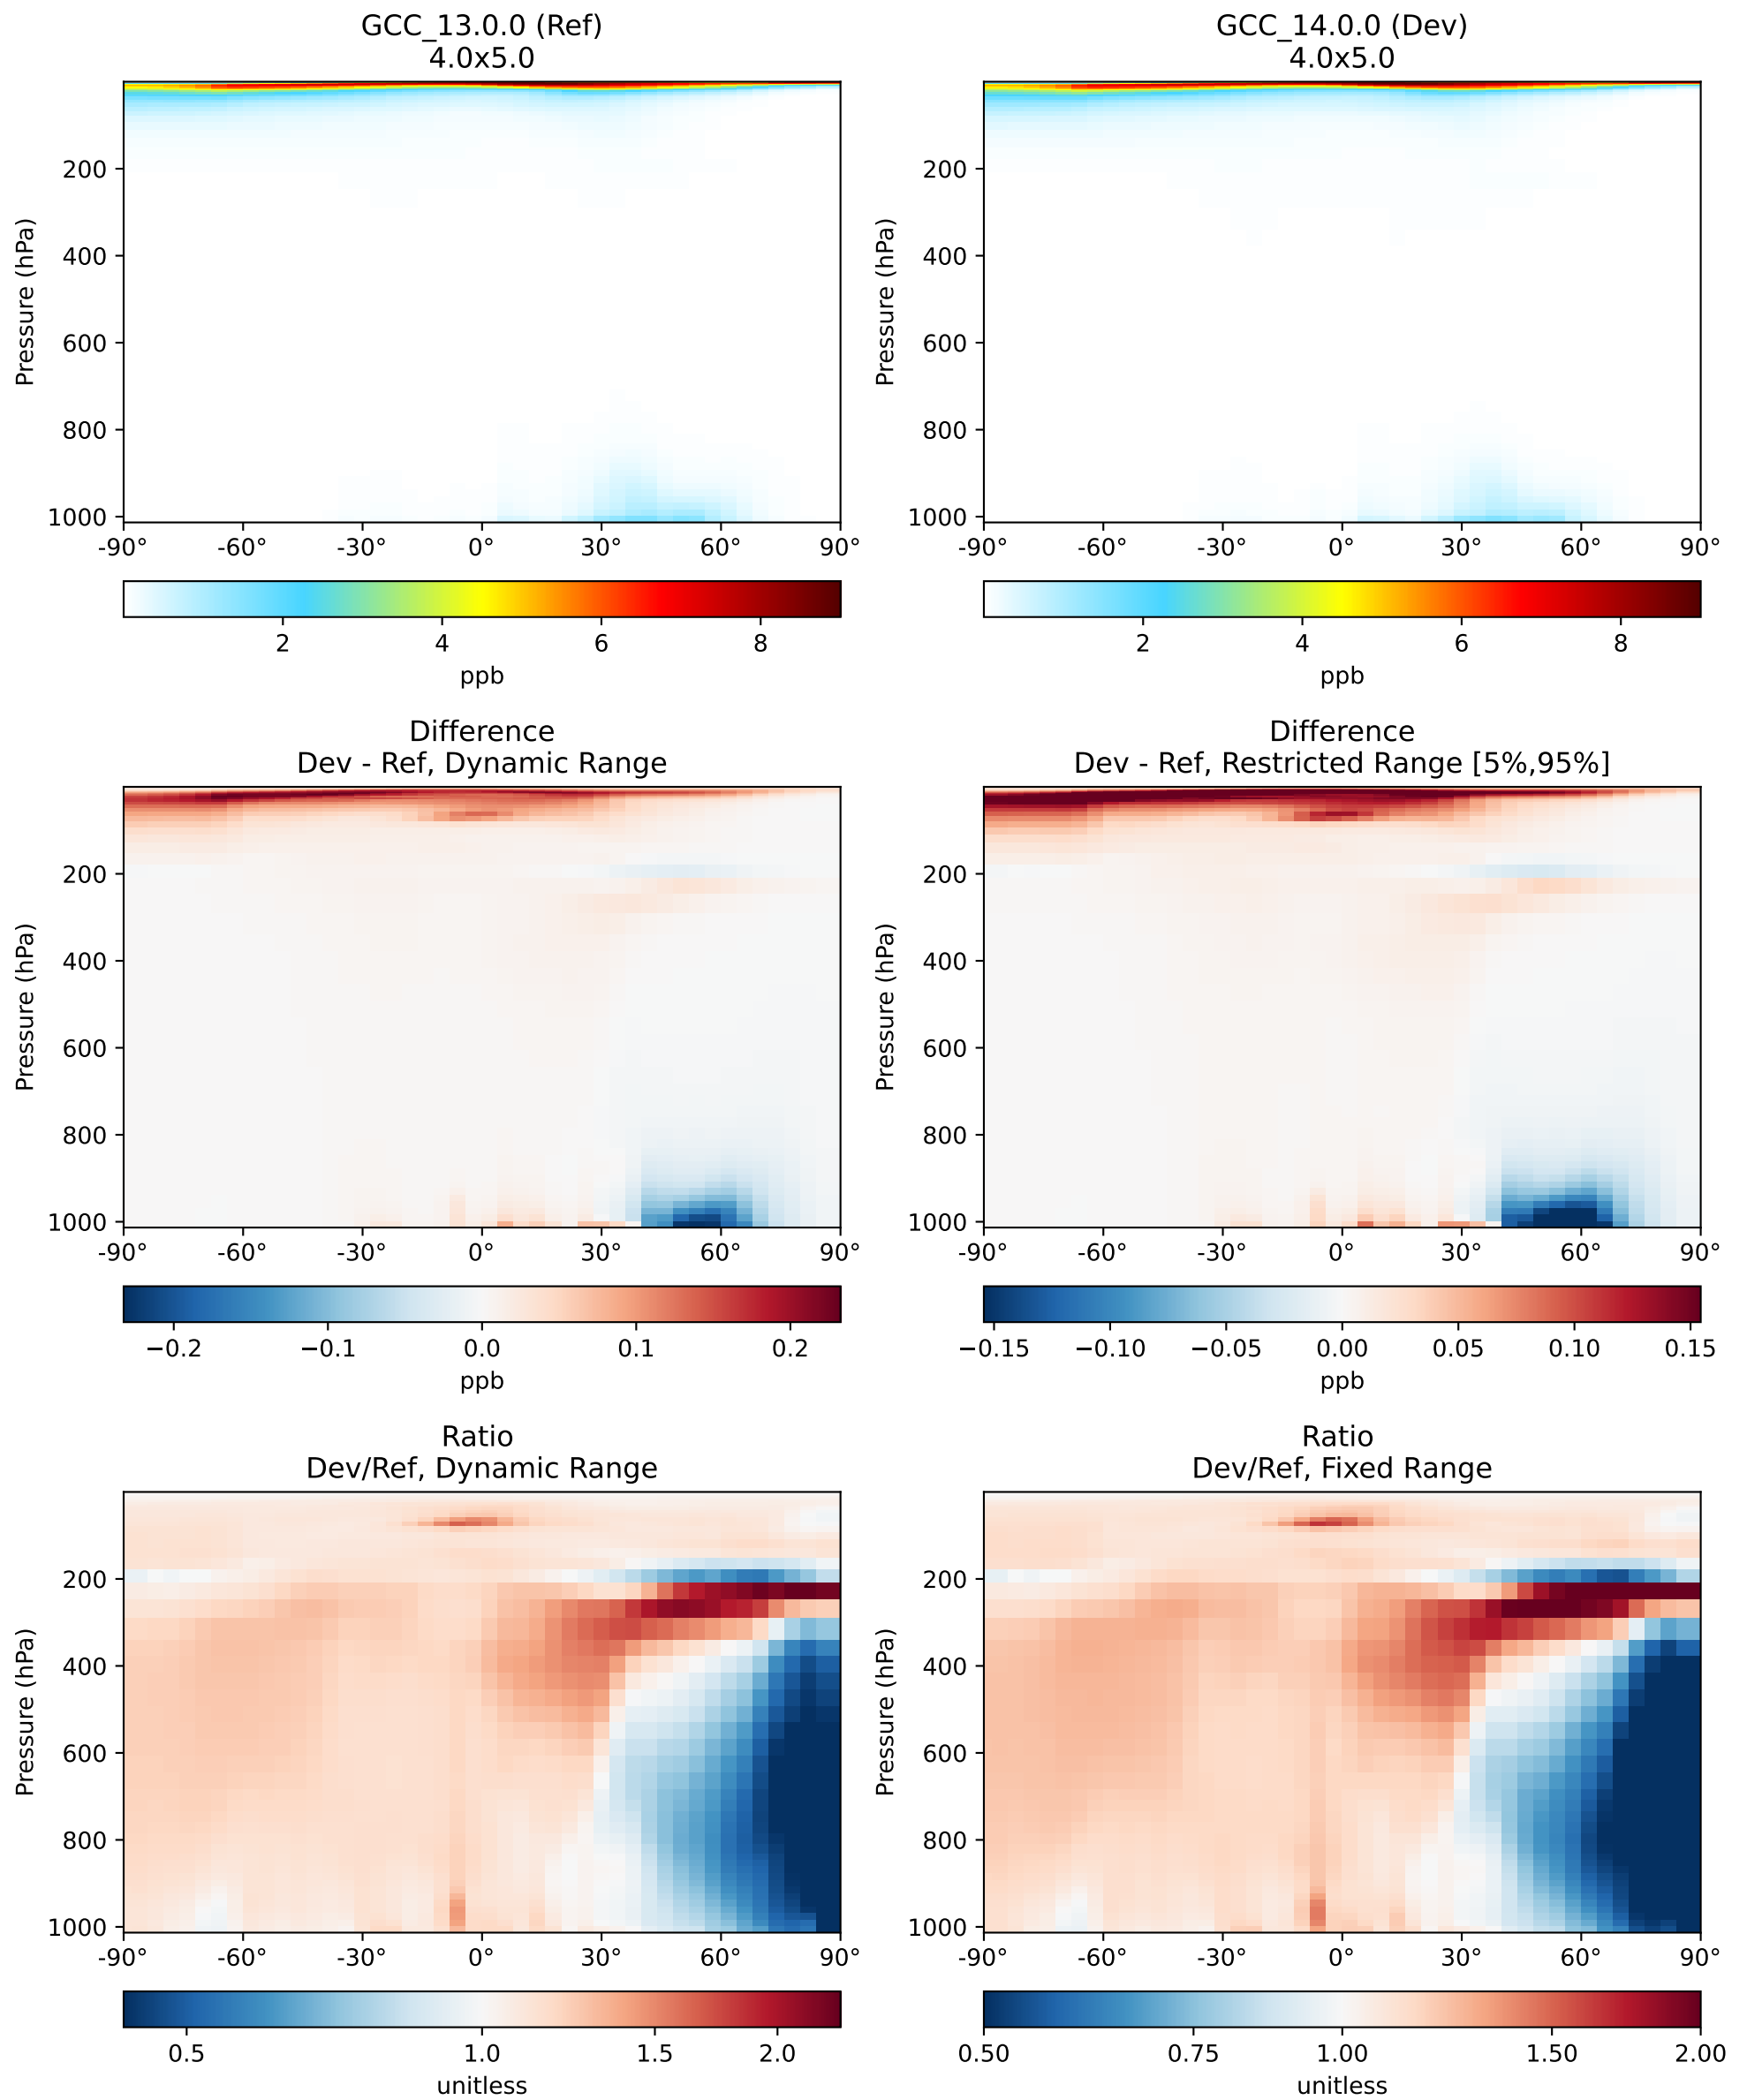 GCC_13.0.0 (Ref)
4.0x5.0
GCC_14.0.0 (Dev)
4.0x5.0
Pressure (hPa)
200
400
600
800
1000
-90° -60° -30° 0° 30° 60° 90°
2 4 6 8
ppb
Pressure (hPa)
200
400
600
800
1000
-90° -60° -30° 0° 30° 60° 90°
2 4 6 8
ppb
Difference
Dev - Ref, Dynamic Range
Pressure (hPa)
200
400
600
800
1000
-90° -60° -30° 0° 30° 60° 90°
−0.2 −0.1 0.0 0.1 0.2
ppb
Difference
Dev - Ref, Restricted Range [5%,95%]
Pressure (hPa)
200
400
600
800
1000
-90° -60° -30° 0° 30° 60° 90°
−0.15 −0.10 −0.05 0.00 0.05 0.10 0.15
ppb
Ratio
Dev/Ref, Dynamic Range
Pressure (hPa)
200
400
600
800
1000
-90° -60° -30° 0° 30° 60° 90°
0.5 1.0 1.5 2.0
unitless
Ratio
Dev/Ref, Fixed Range
Pressure (hPa)
200
400
600
800
1000
-90° -60° -30° 0° 30° 60° 90°
0.50 0.75 1.00 1.50 2.00
unitless